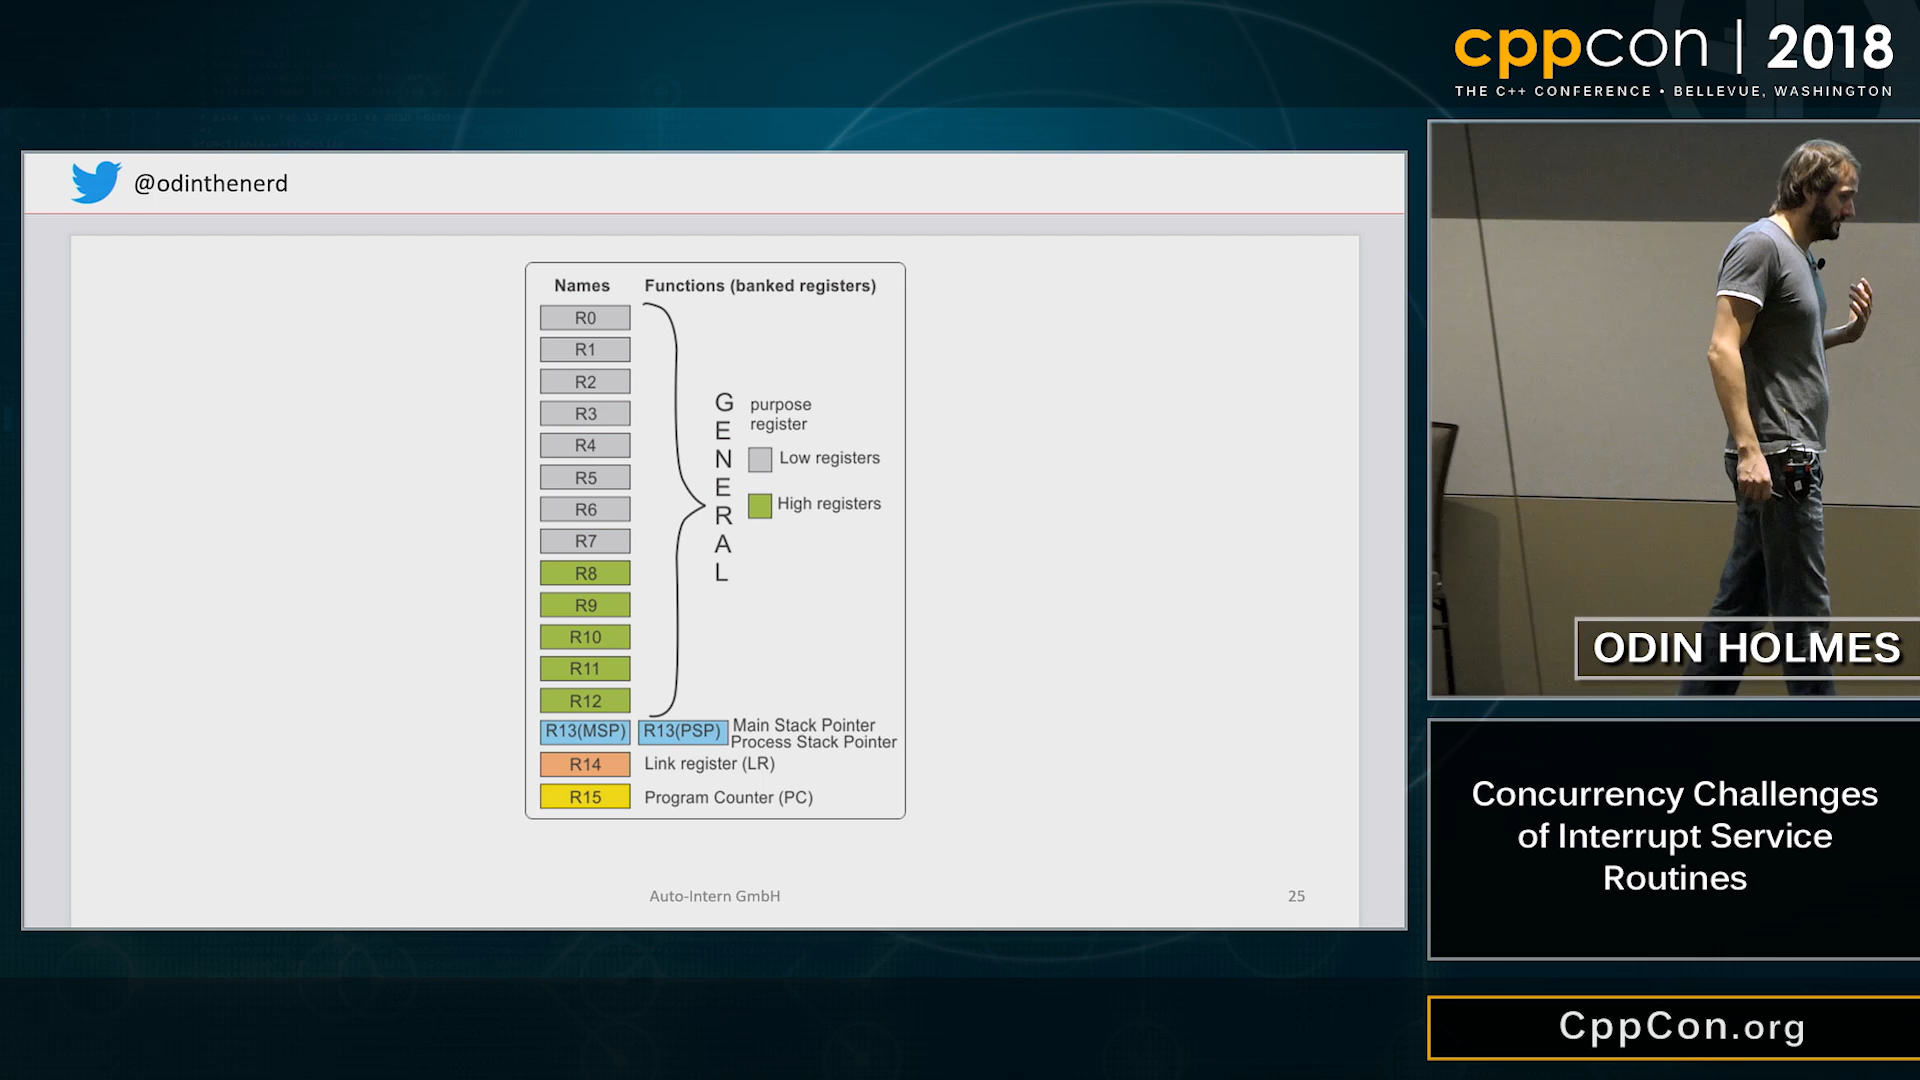 cppcon | 2018
THE C++ CONFERENCE • BELLEVUE, WASHINGTON
@odinthenerd
Names Functions (banked registers)
R0
R1
R2
R3
R4
R5
R6
R7
R8
R9
R10
R11
R12
GENERAL
purpose
register
Low registers
High registers
R13(MSP) R13(PSP) Main Stack Pointer
Process Stack Pointer
R14 Link register (LR)
R15 Program Counter (PC)
Auto-Intern GmbH 25
ODIN HOLMES
Concurrency Challenges
of Interrupt Service
Routines
CppCon.org